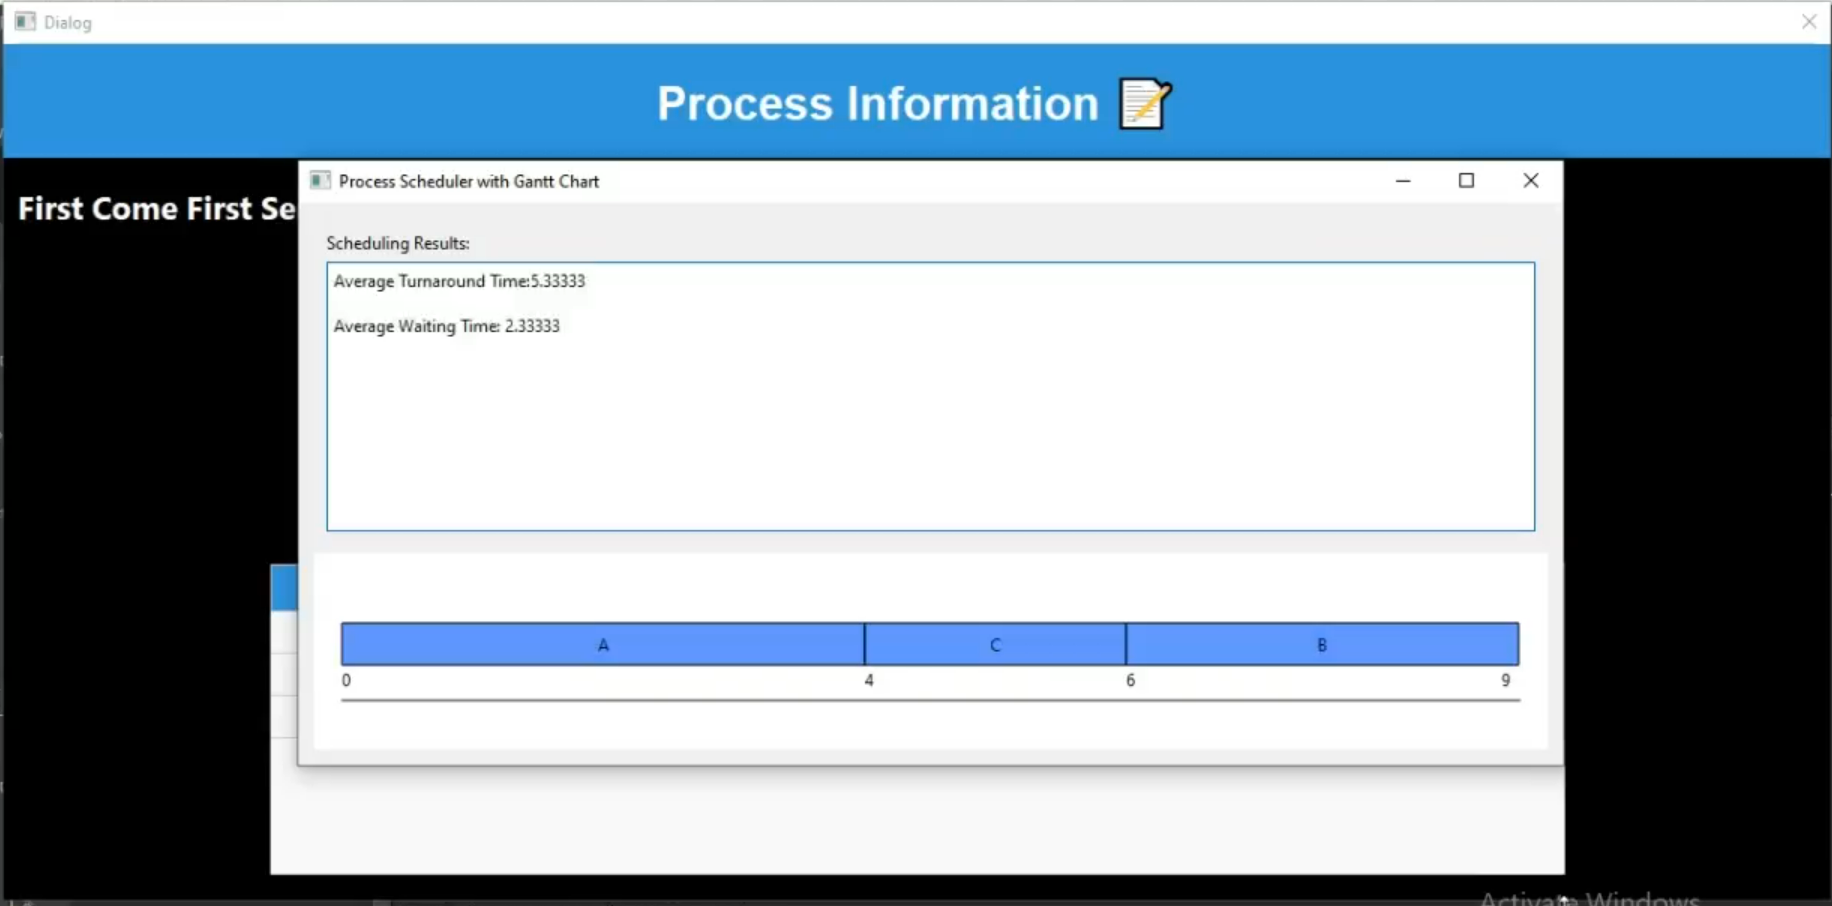 Dialog
Process Information
First Come First Se
Process Scheduler with Gantt Chart
Scheduling Results:
Average Turnaround Time:5.33333
Average Waiting Time: 2.33333
A C B
0 4 6 9
Activate Windows